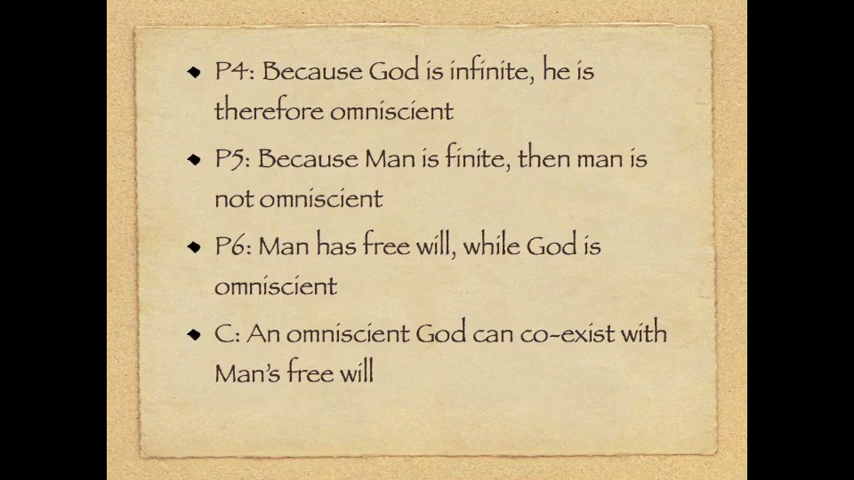 P4: Because God is infinite, he is
therefore omniscient
P5: Because Man is finite, then man is
not omniscient
P6: Man has free will, while God is
omniscient
C: An omniscient God can co-exist with
Man's free will